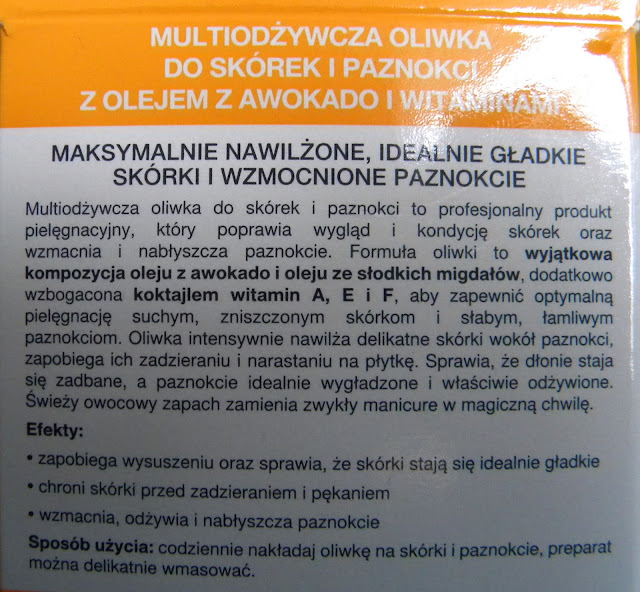 MULTIODŻYWCZA OLIWKA
DO SKÓREK I PAZNOKCI
Z OLEJEM Z AWOKADO I WITAMINAMI
MAKSYMALNIE NAWILŻONE, IDEALNIE GŁADKIE
SKÓRKI I WZMOCNIONE PAZNOKCIE
Multiodżywcza oliwka do skórek i paznokci to profesjonalny produkt
pielęgnacyjny, który poprawia wygląd i kondycję skórek oraz
wzmacnia i nabłyszcza paznokcie. Formuła oliwki to wyjątkowa
kompozycja oleju z awokado i oleju ze słodkich migdałów, dodatkowo
wzbogacona koktajlem witamin A, E i F, aby zapewnić optymalną
pielęgnację suchym, zniszczonym skórkom i słabym, łamliwym
paznokciom. Oliwka intensywnie nawilża delikatne skórki wokół paznokci,
zapobiega ich zadzieraniu i narastaniu na płytkę. Sprawia, że dłonie staja
się zadbane, a paznokcie idealnie wygładzone i właściwie odżywione.
Świeży owocowy zapach zamienia zwykły manicure w magiczną chwilę.
Efekty:
• zapobiega wysuszeniu oraz sprawia, że skórki stają się idealnie gładkie
• chroni skórki przed zadzieraniem i pękaniem
• wzmacnia, odżywia i nabłyszcza paznokcie
Sposób użycia: codziennie nakładaj oliwkę na skórki i paznokcie, preparat
można delikatnie wmasować.